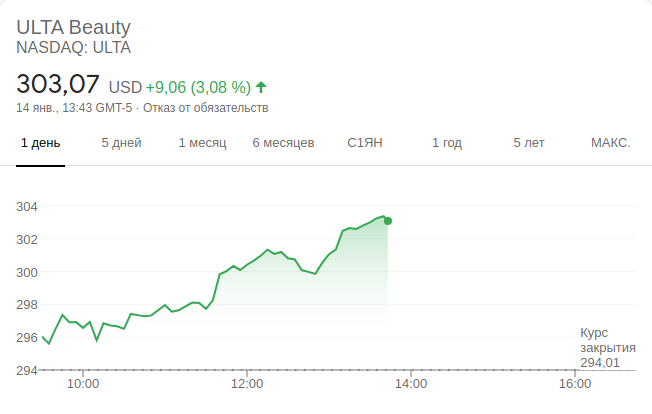 ULTA Beauty
NASDAQ: ULTA
303,07 USD +9,06 (3,08 %)
14 янв., 13:43 GMT-5 · Отказ от обязательств
1 день 5 дней 1 месяц 6 месяцев С1ЯН 1 год 5 лет МАКС.
304
302
300
298
296
294
Курс
закрытия
294,01
10:00 12:00 14:00 16:00